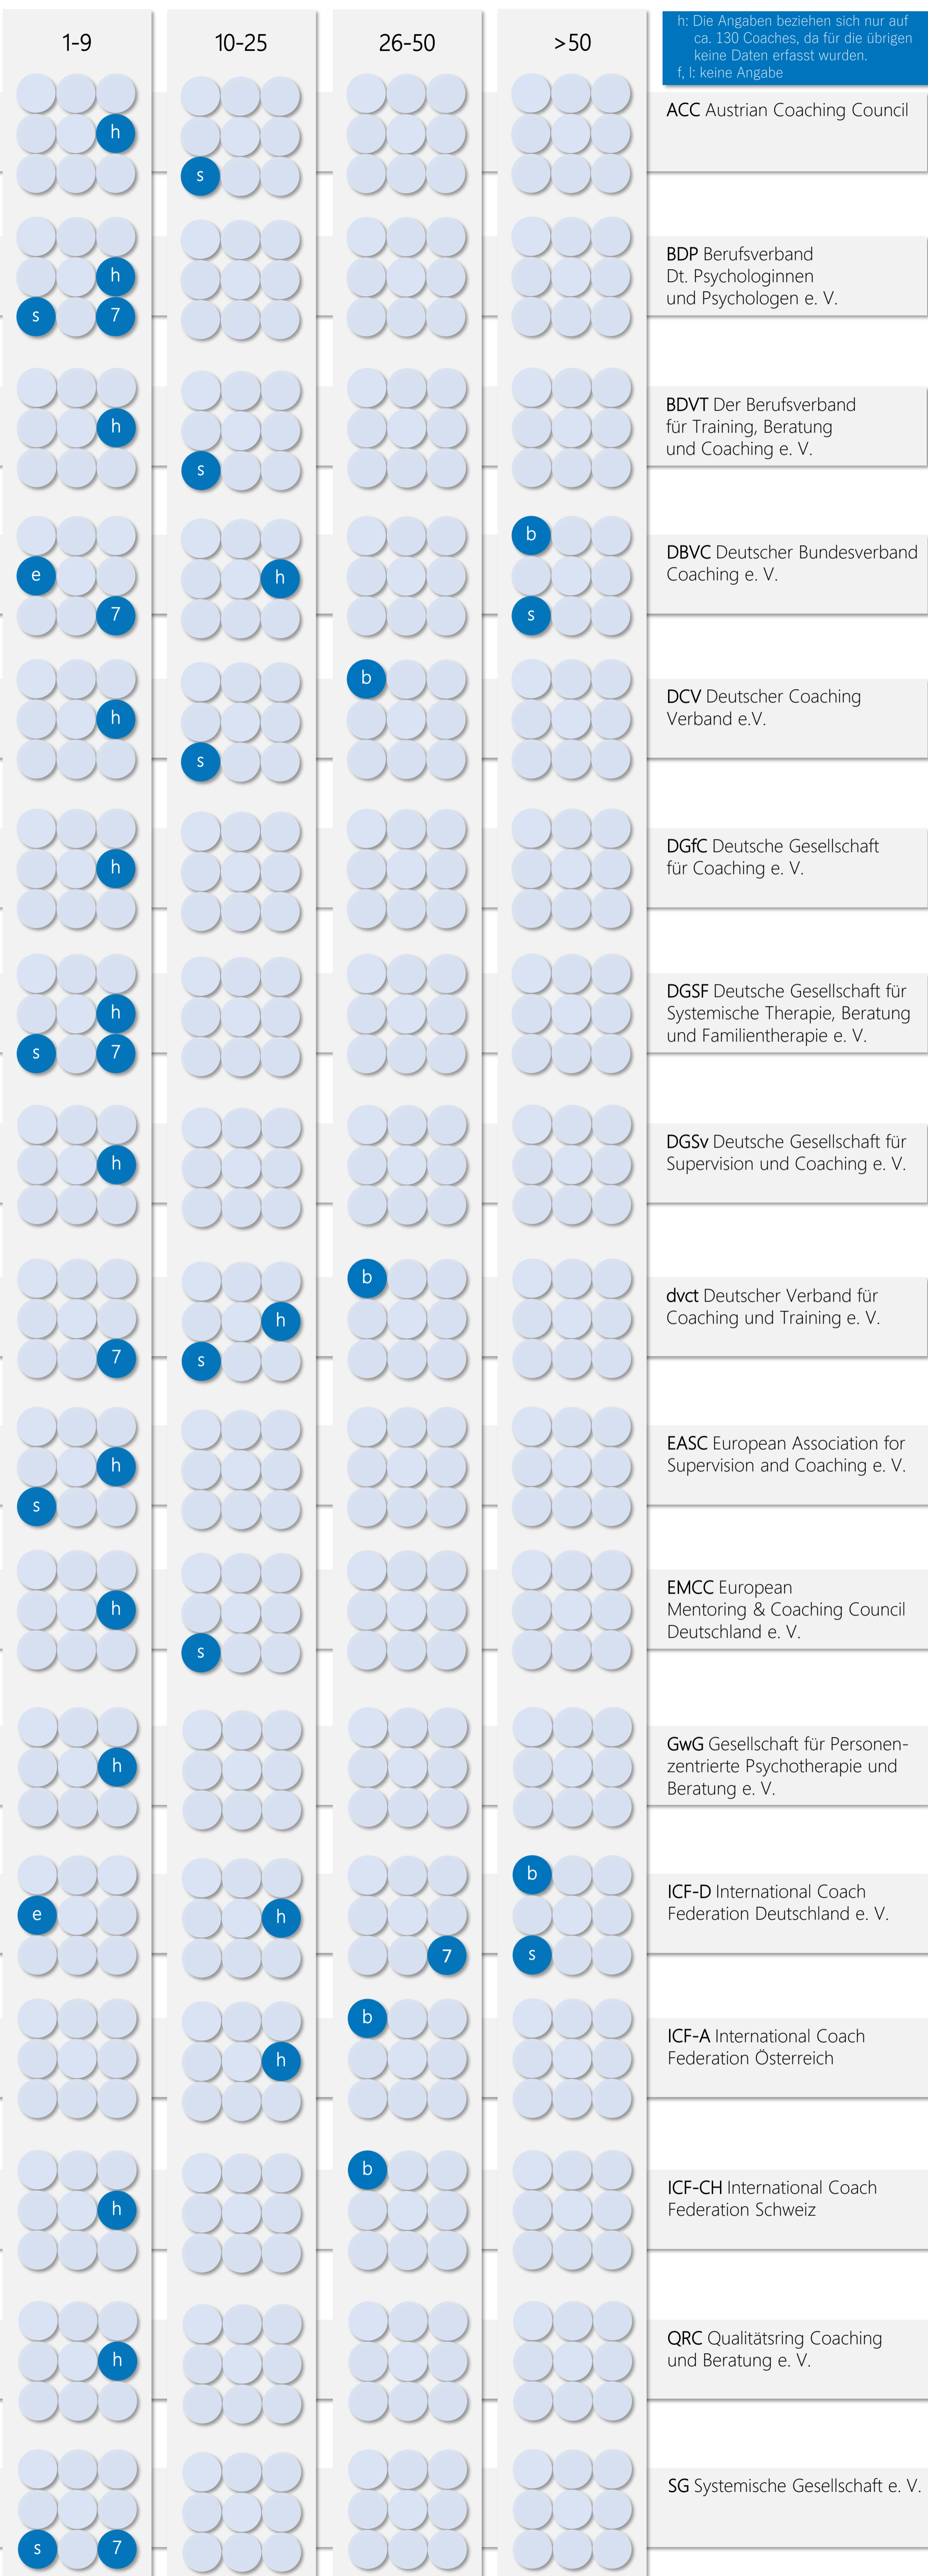 1-9 10-25 26-50 >50
h: Die Angaben beziehen sich nur auf
ca. 130 Coaches, da für die übrigen
keine Daten erfasst wurden.
f, l: keine Angabe
ACC Austrian Coaching Council
h
s
BDP Berufsverband
Dt. Psychologinnen
und Psychologen e. V.
h
s 7
BDVT Der Berufsverband
für Training, Beratung
und Coaching e. V.
h
s
DBVC Deutscher Bundesverband
Coaching e. V.
b
e h
7 s
DCV Deutscher Coaching
Verband e.V.
b
h
s
DGfC Deutsche Gesellschaft
für Coaching e. V.
h
DGSF Deutsche Gesellschaft für
Systemische Therapie, Beratung
und Familientherapie e. V.
h
s 7
DGSv Deutsche Gesellschaft für
Supervision und Coaching e. V.
h
dvct Deutscher Verband für
Coaching und Training e. V.
b
h
7 s
EASC European Association for
Supervision and Coaching e. V.
h
s
EMCC European
Mentoring & Coaching Council
Deutschland e. V.
h
s
GwG Gesellschaft für Personen-
zentrierte Psychotherapie und
Beratung e. V.
h
ICF-D International Coach
Federation Deutschland e. V.
b
e h
7 s
ICF-A International Coach
Federation Österreich
b
h
ICF-CH International Coach
Federation Schweiz
b
h
QRC Qualitätsring Coaching
und Beratung e. V.
h
SG Systemische Gesellschaft e. V.
s 7